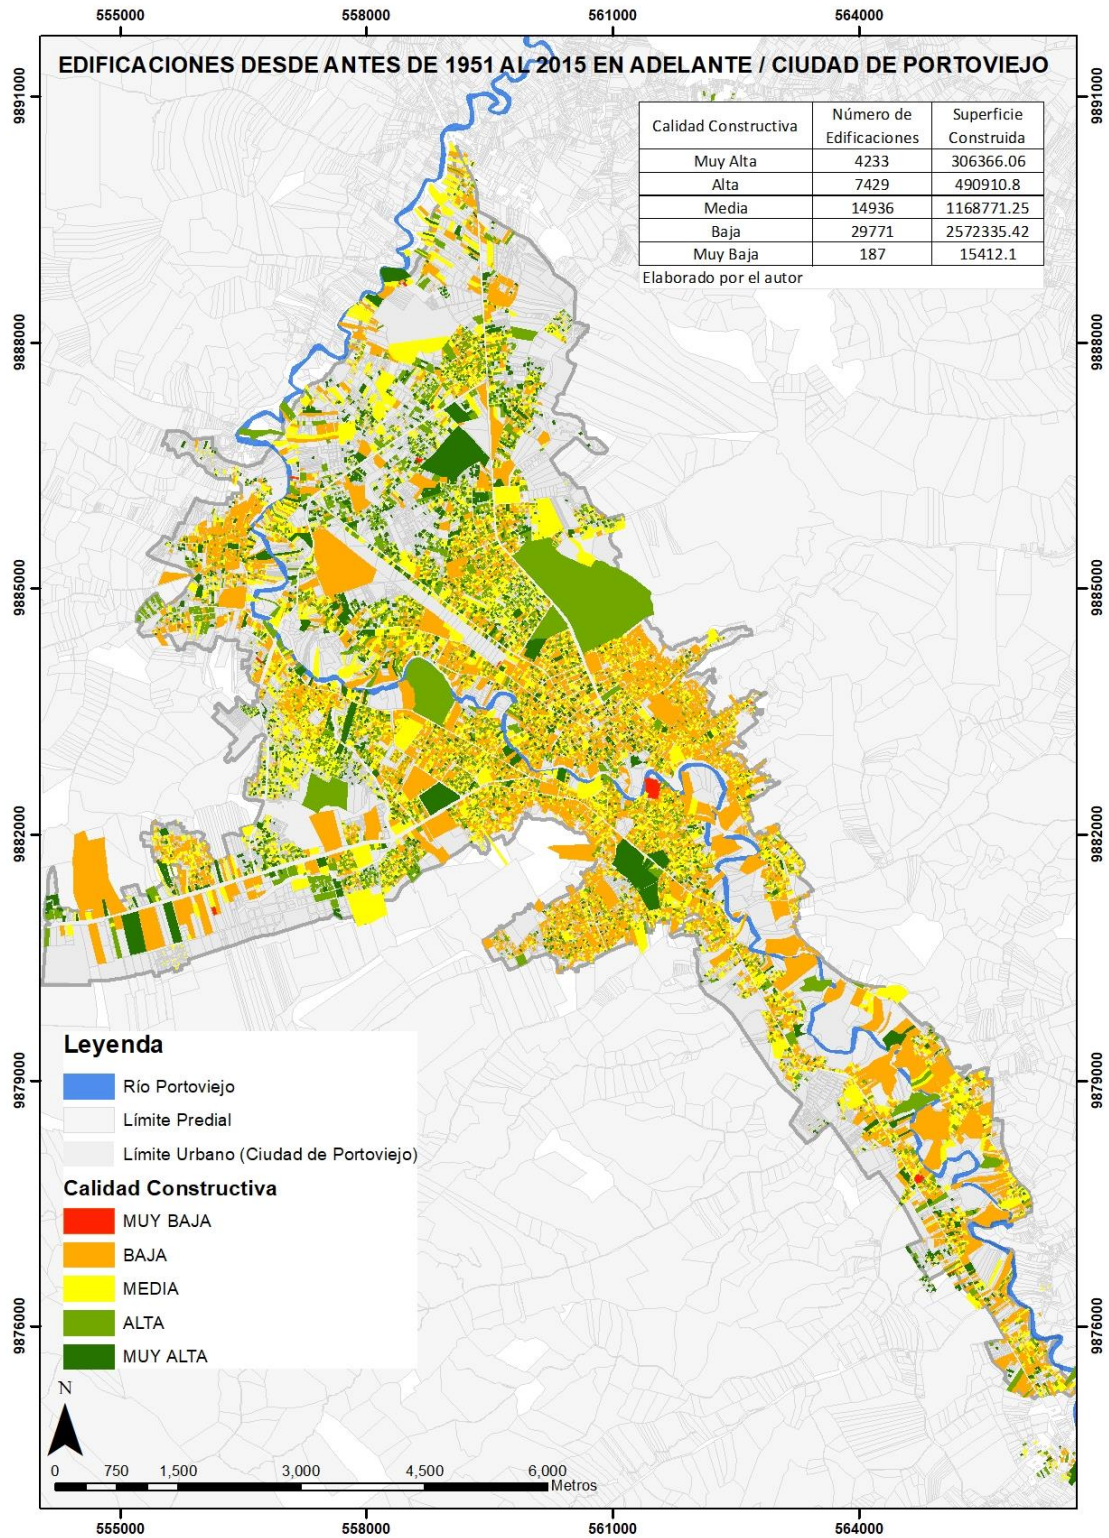 555000 558000 561000 564000
EDIFICACIONES DESDE ANTES DE 1951 AL 2015 EN ADELANTE / CIUDAD DE PORTOVIEJO
9891000 9891000
Calidad Constructiva Número de Edificaciones Superficie Construida
Muy Alta 4233 306366.06
Alta 7429 490910.8
Media 14936 1168771.25
Baja 29771 2572335.42
Muy Baja 187 15412.1
Elaborado por el autor
9888000 9888000
9885000 9885000
9882000 9882000
Leyenda
Río Portoviejo
9879000 9879000
Límite Predial
Límite Urbano (Ciudad de Portoviejo)
Calidad Constructiva
MUY BAJA
BAJA
MEDIA
ALTA
9876000 9876000
MUY ALTA
N
0 750 1,500 3,000 4,500 6,000
Metros
555000 558000 561000 564000